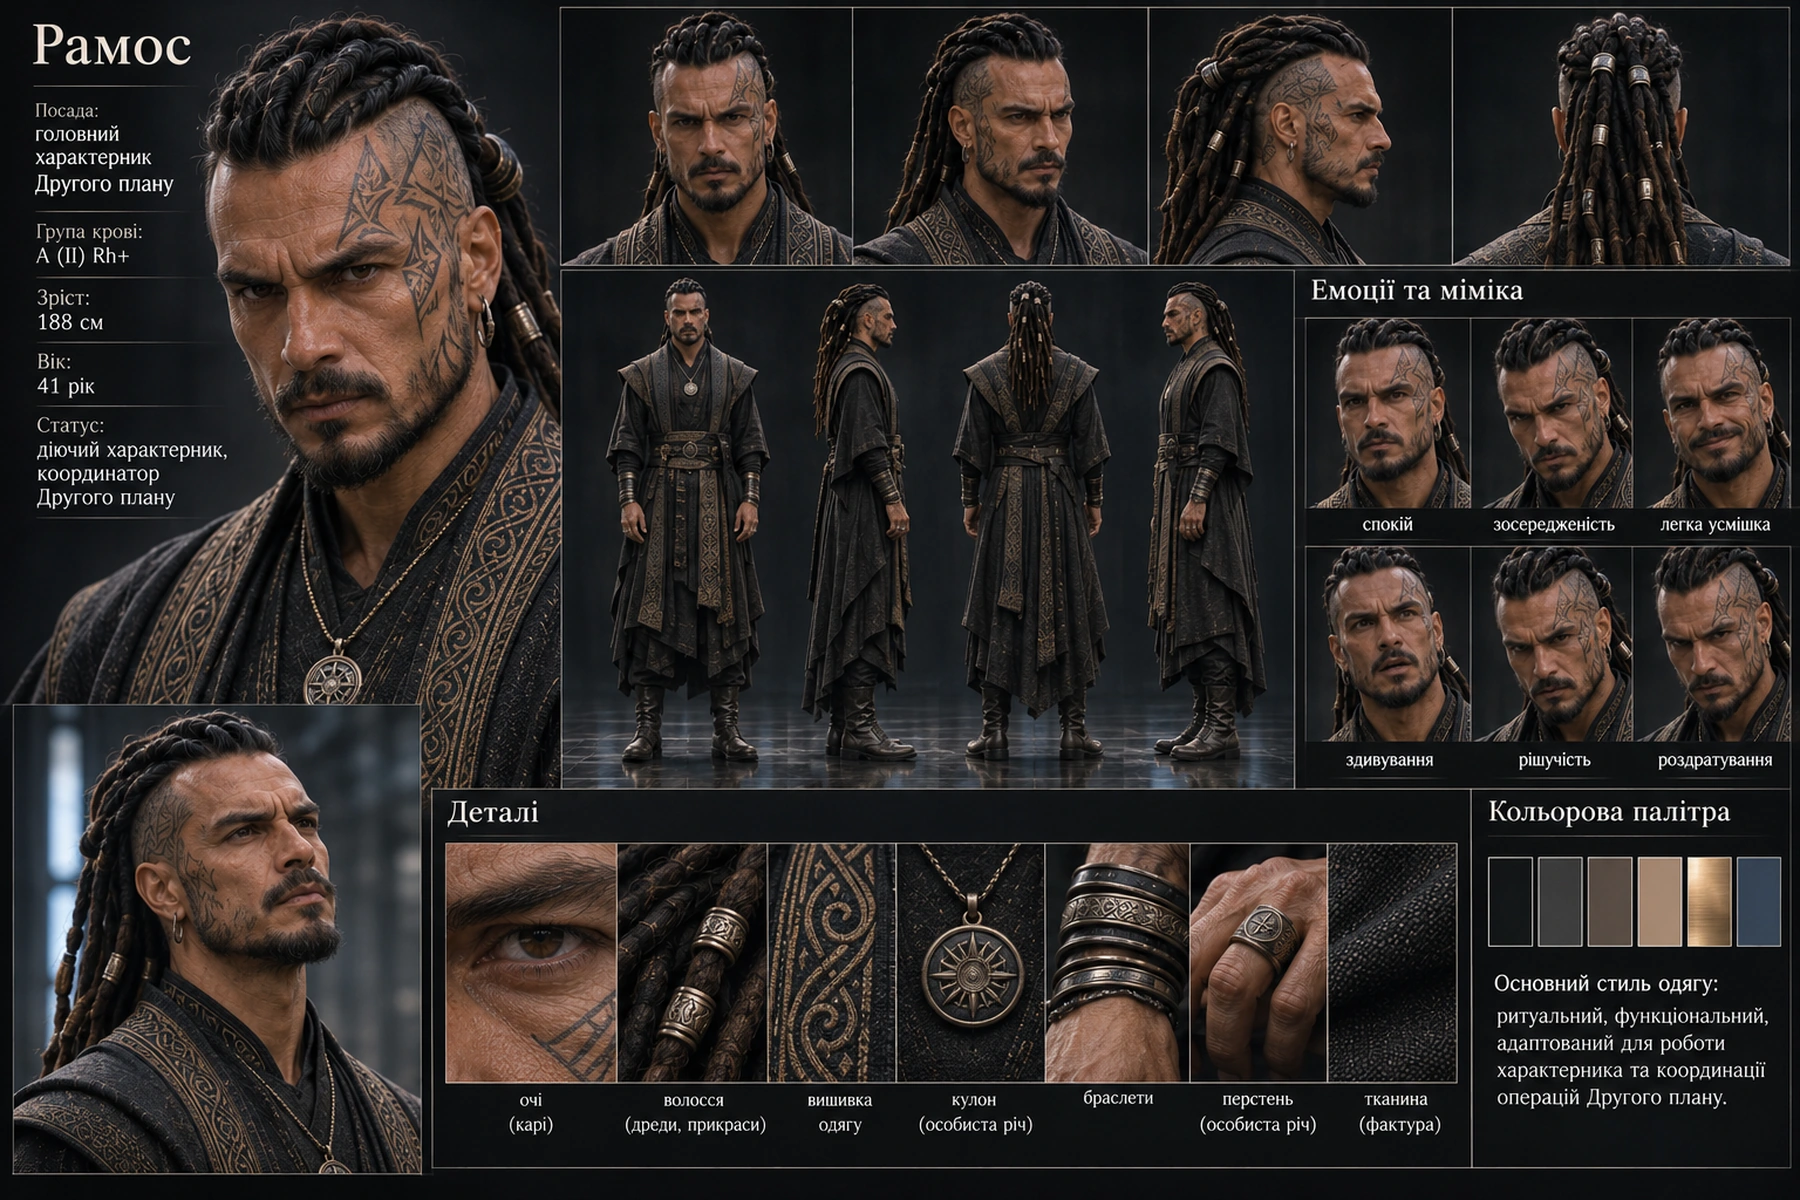 Рамос
Посада:
головний
характерник
Другого плану
Група крові:
A (II) Rh+
Зріст:
188 см
Вік:
41 рік
Статус:
діючий характерник,
координатор
Другого плану
Емоції та міміка
спокій
зосередженість
легка усмішка
здивування
рішучість
роздратування
Деталі
очі
(карі)
волосся
(дреди, прикраси)
вишивка
одягу
кулон
(особиста річ)
браслети
перстень
(особиста річ)
тканина
(фактура)
Кольорова палітра
Основний стиль одягу:
ритуальний, функціональний,
адаптований для роботи
характерника та координації
операцій Другого плану.